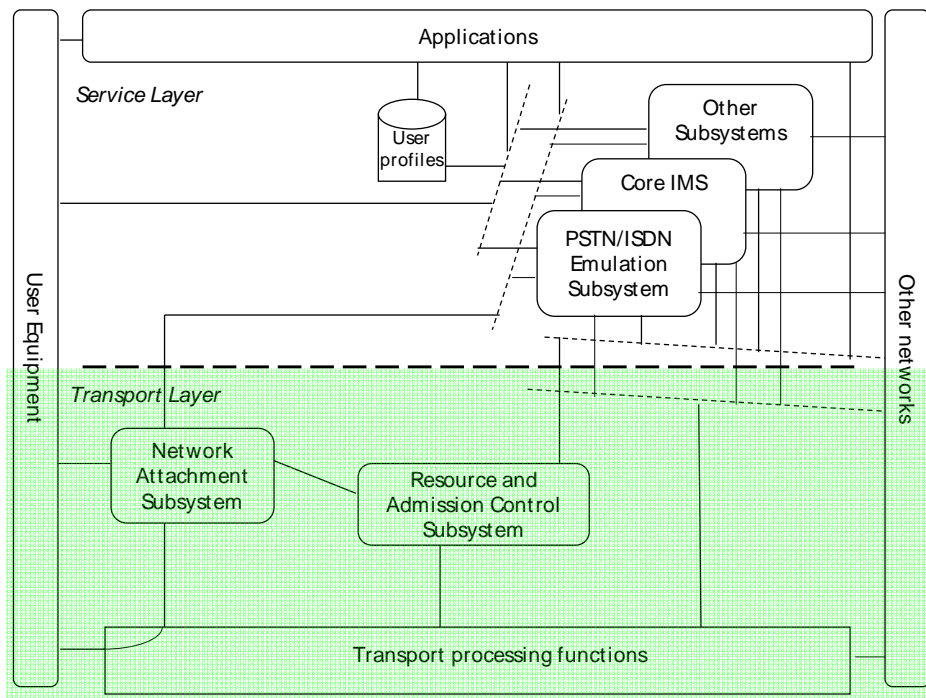 Applications
Service Layer
User
profiles
Other
Subsystems
Core IMS
PSTN/ISDN
Emulation
Subsystem
User Equipment
Other networks
Transport Layer
Network
Attachment
Subsystem
Resource and
Admission Control
Subsystem
Transport processing functions